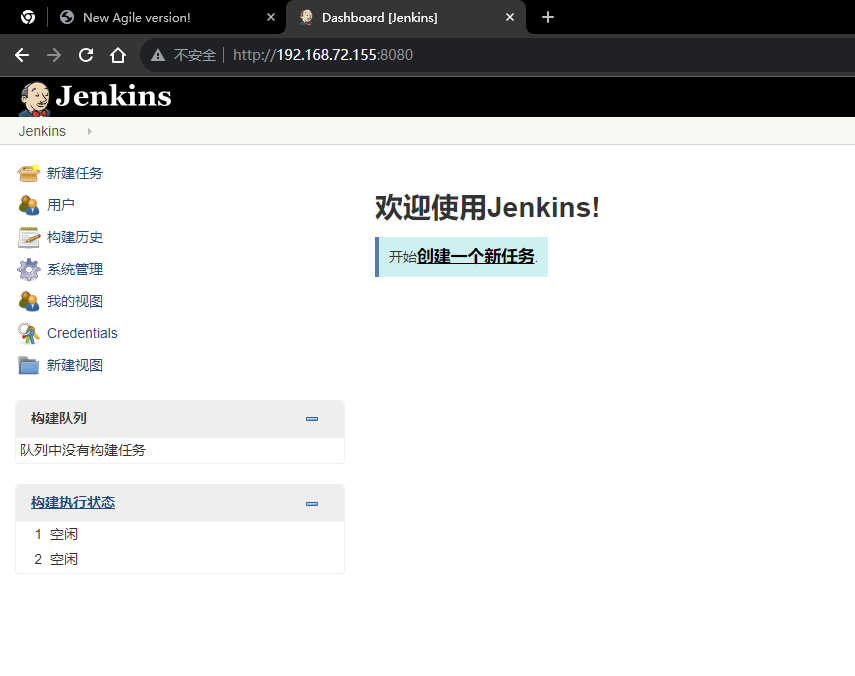 New Agile version!
Dashboard [Jenkins]
不安全 http://192.168.72.155:8080
Jenkins
Jenkins
新建任务
用户
构建历史
系统管理
我的视图
Credentials
新建视图
构建队列
队列中没有构建任务
构建执行状态
1 空闲
2 空闲
欢迎使用Jenkins!
开始创建一个新任务.